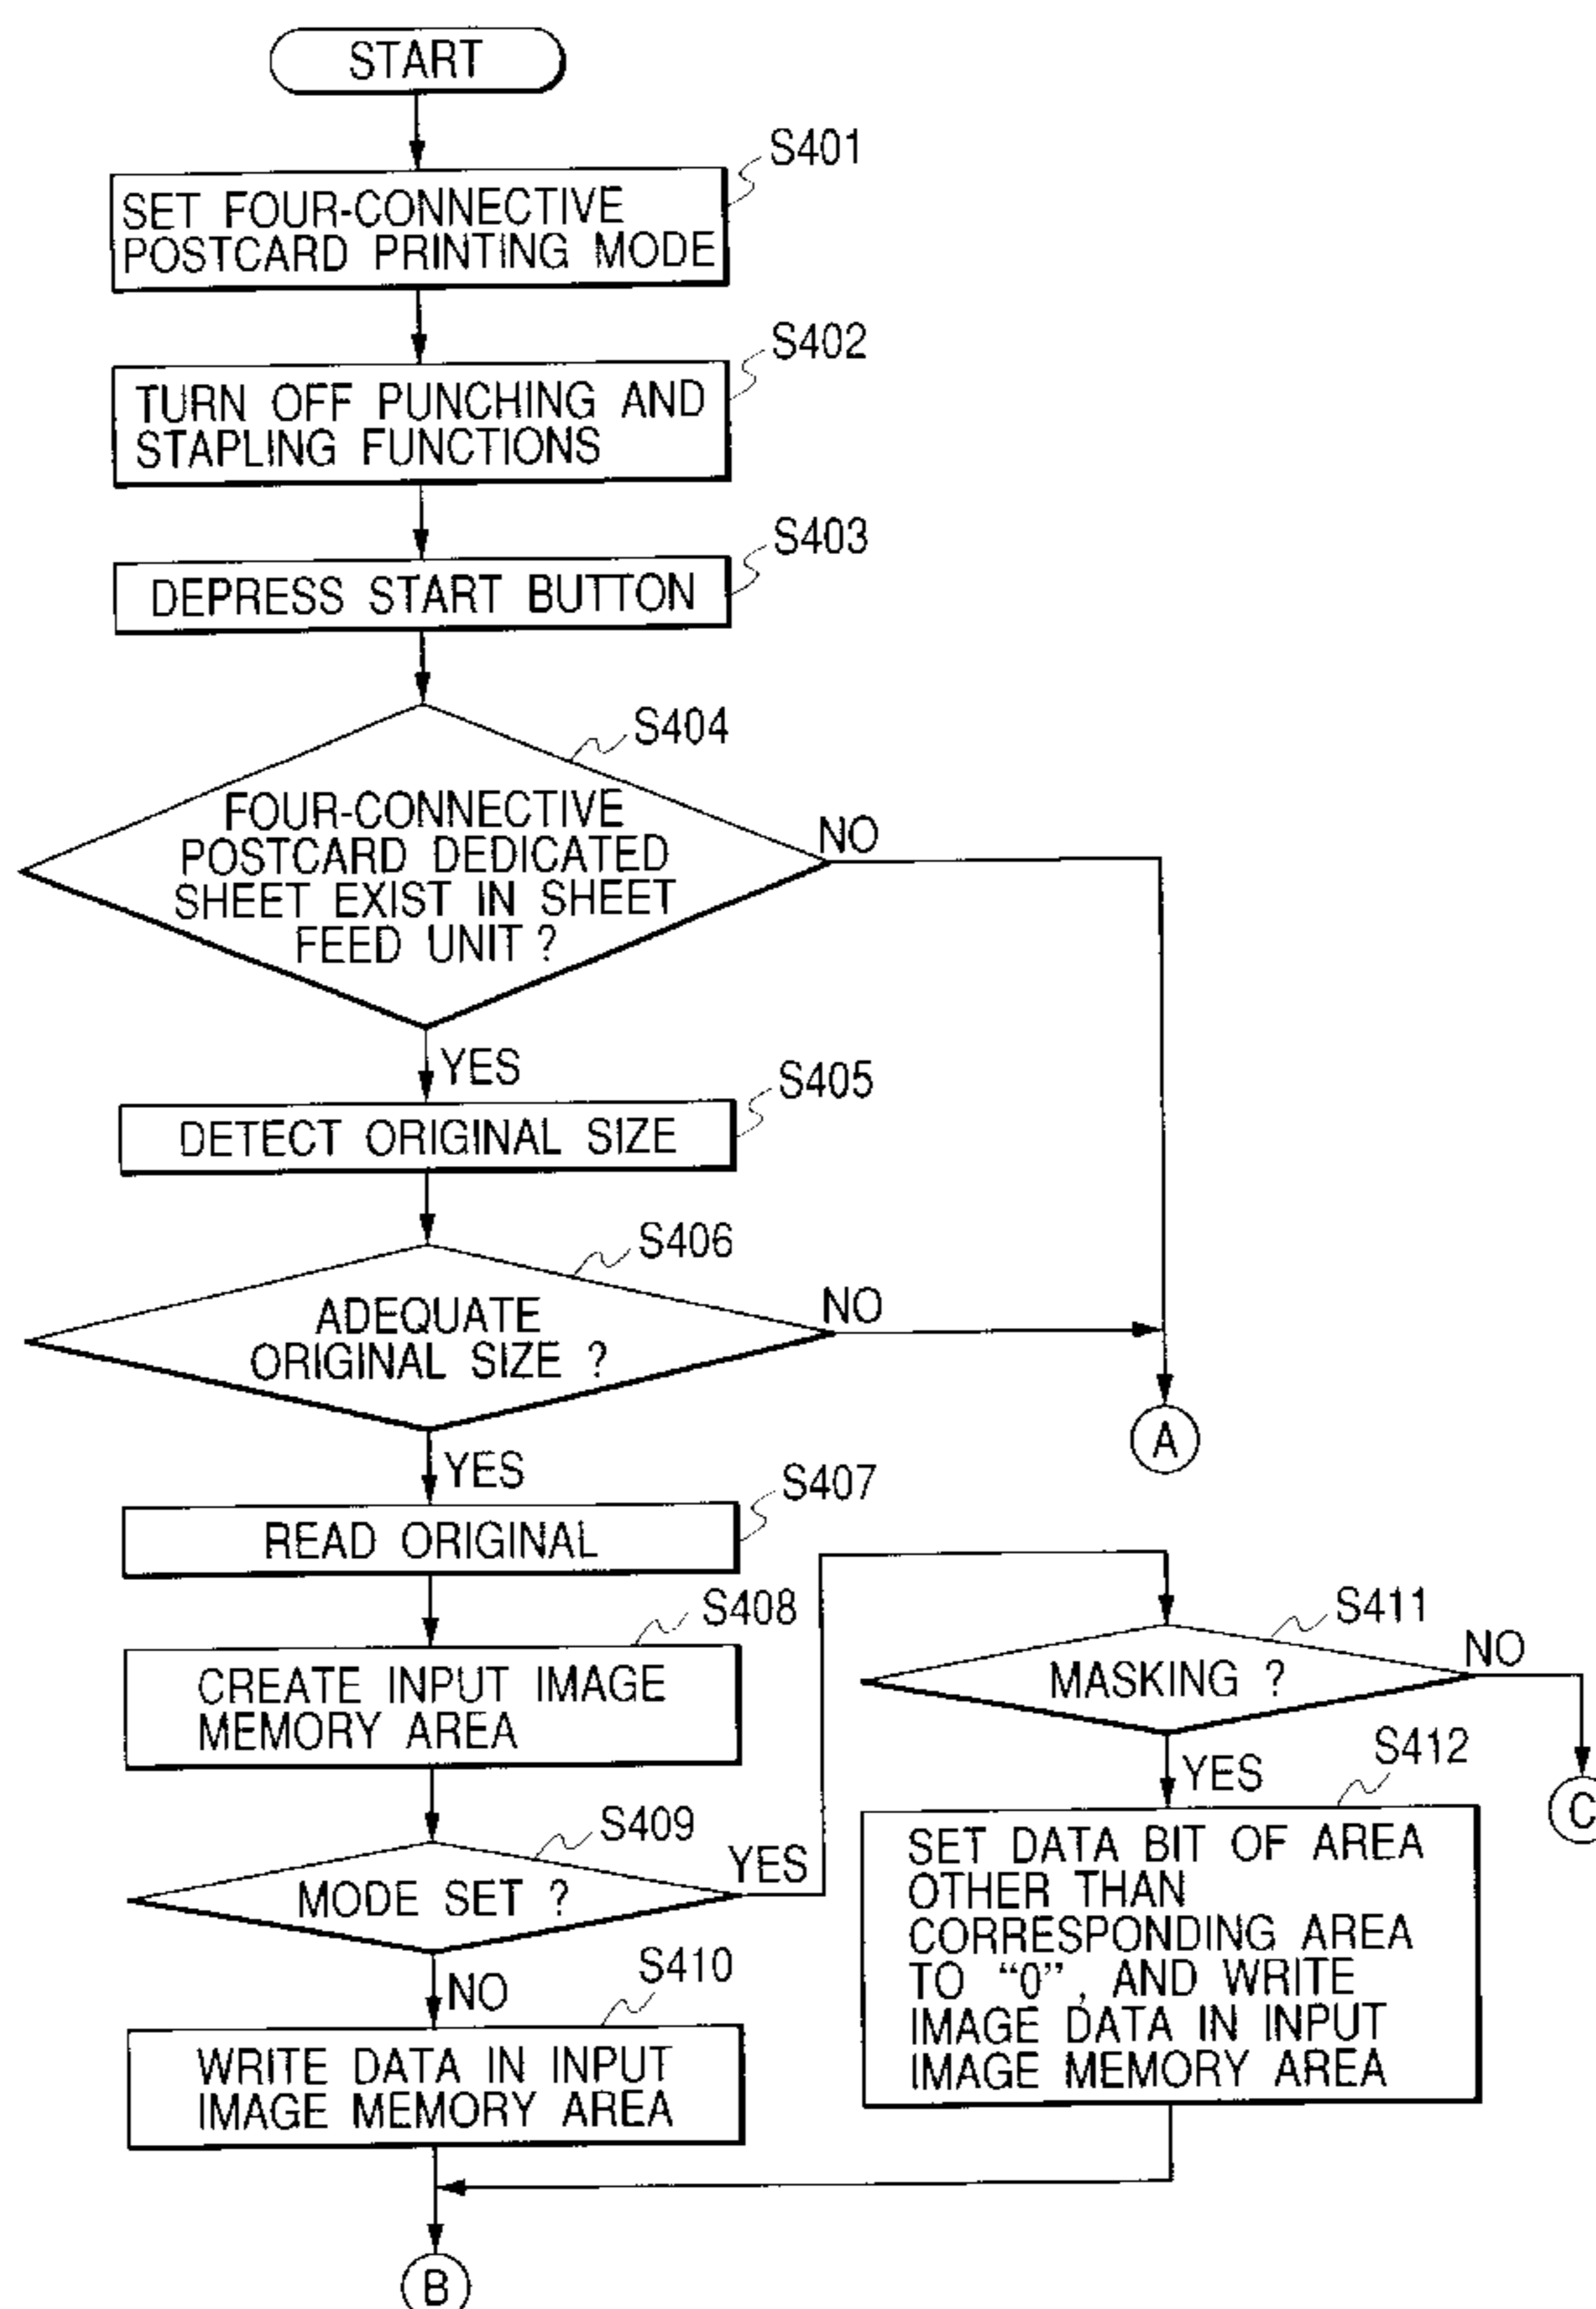 START
S401
SET FOUR-CONNECTIVE
POSTCARD PRINTING MODE
S402
TURN OFF PUNCHING AND
STAPLING FUNCTIONS
S403
DEPRESS START BUTTON
S404
FOUR-CONNECTIVE
POSTCARD DEDICATED
SHEET EXIST IN SHEET
FEED UNIT ?
NO
YES
S405
DETECT ORIGINAL SIZE
S406
ADEQUATE
ORIGINAL SIZE ?
NO
A
YES
S407
READ ORIGINAL
S408
CREATE INPUT IMAGE
MEMORY AREA
S409
MODE SET ?
YES
NO
S410
WRITE DATA IN INPUT
IMAGE MEMORY AREA
S411
MASKING ?
NO
C
YES
S412
SET DATA BIT OF AREA
OTHER THAN
CORRESPONDING AREA
TO “0”, AND WRITE
IMAGE DATA IN INPUT
IMAGE MEMORY AREA
B